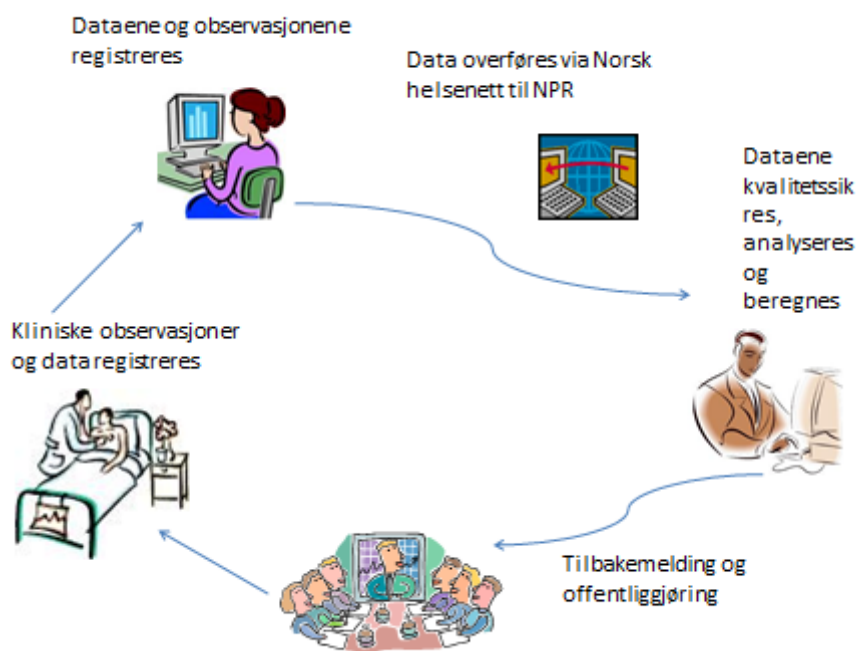 Dataene og observasjonene
registreres
Data overføres via Norsk
helsenett til NPR
Dataene
kvalitetssik
res,
analyseres
og
beregnes
Kliniske observasjoner
og data registreres
Tilbakemelding og
offentliggjøring